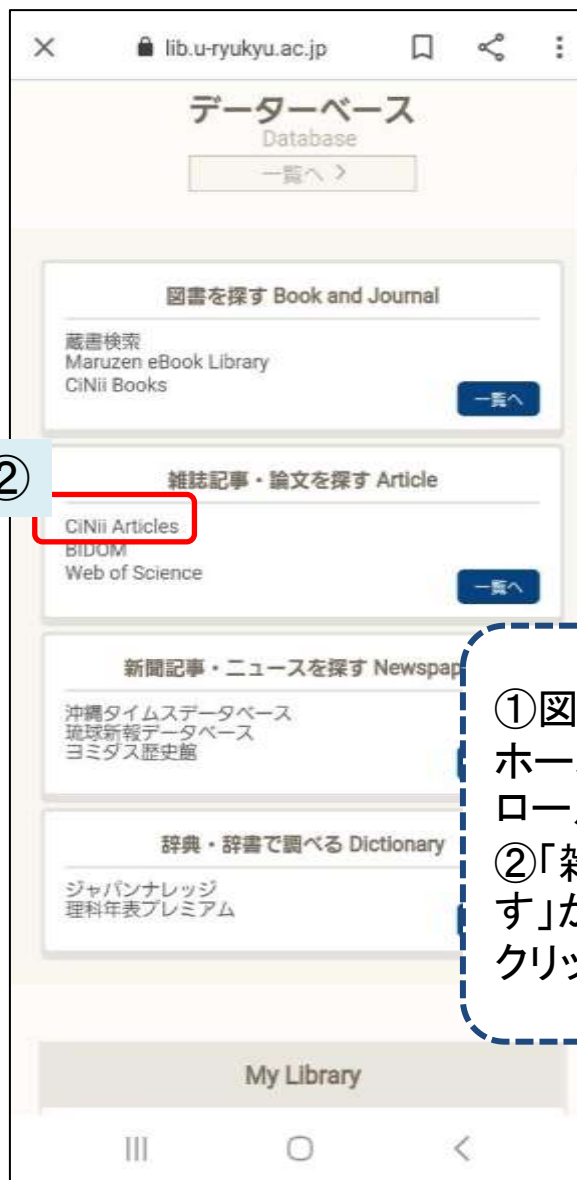 lib.u-ryukyu.ac.jp
データーベース
Database
一覧へ >
図書を探す Book and Journal
蔵書検索
Maruzen eBook Library
CiNii Books
一覧へ
②
雑誌記事・論文を探す Article
CiNii Articles
BIDOM
Web of Science
一覧へ
新聞記事・ニュースを探す Newspap
沖縄タイムスデータベース
琉球新報データベース
ヨミダス歴史館
辞典・辞書で調べる Dictionary
ジャパンナレッジ
理科年表プレミアム
①図
ホー
ロー
②「雑
す」か
クリッ
My Library